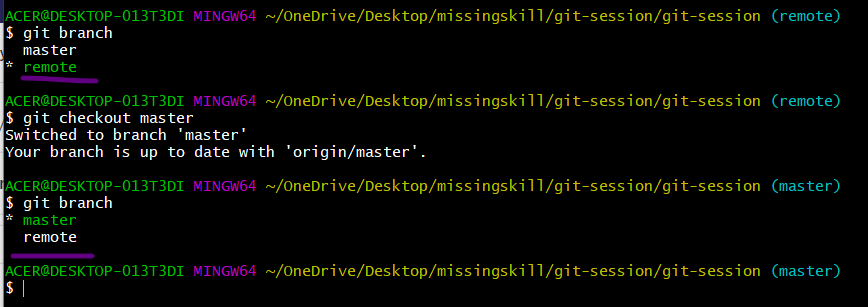 ACER@DESKTOP-013T3DI MINGW64 ~/OneDrive/Desktop/missingskill/git-session/git-session (remote)
$ git branch
  master
* remote
ACER@DESKTOP-013T3DI MINGW64 ~/OneDrive/Desktop/missingskill/git-session/git-session (remote)
$ git checkout master
Switched to branch 'master'
Your branch is up to date with 'origin/master'.
ACER@DESKTOP-013T3DI MINGW64 ~/OneDrive/Desktop/missingskill/git-session/git-session (master)
$ git branch
* master
  remote
ACER@DESKTOP-013T3DI MINGW64 ~/OneDrive/Desktop/missingskill/git-session/git-session (master)
$